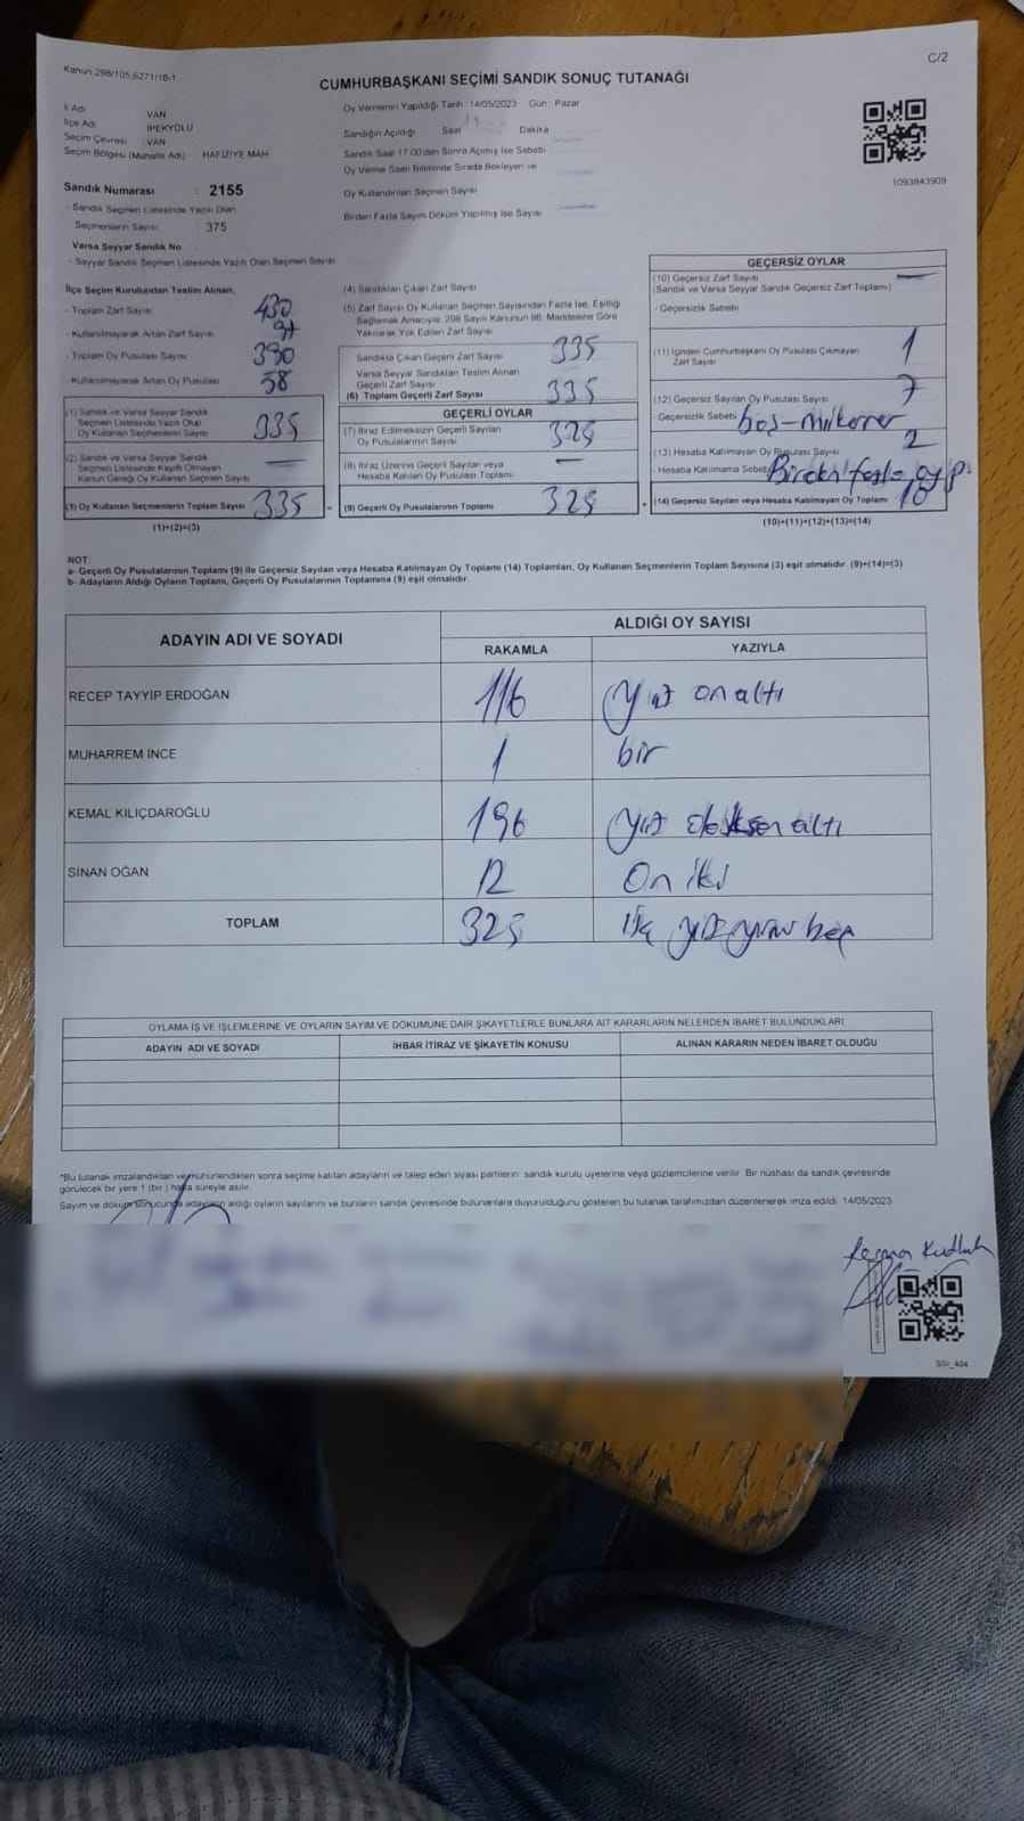 Kanun 298/105,6271/18-1
C/2
CUMHURBAŞKANI SEÇİMİ SANDIK SONUÇ TUTANAĞI
İl Adı VAN
İlçe Adı İPEKYOLU
Seçim Çevresi VAN
Seçim Bölgesi (Muhalle Adı) HAFIZİYE MAH
Oy Vermenin Yapıldığı Tarih : 14/05/2023 Gün : Pazar
Sandığın Açıldığı Saat Dakika
Sandık Saat 17.00'den Sonra Açılmış İse Sebebi
Oy Verme Saati Bitiminde Sırada Bekleyen ve
Oy Kullandırılan Seçmen Sayısı
Birden Fazla Sayım Döküm Yapılmış İse Sayısı
1093843909
Sandık Numarası : 2155
- Sandık Seçmen Listesinde Yazılı Olan
Seçmenlerin Sayısı 375
Varsa Seyyar Sandık No
- Seyyar Sandık Seçmen Listesinde Yazılı Olan Seçmen Sayısı
İlçe Seçim Kurulundan Teslim Alınan;
- Toplam Zarf Sayısı 430
- Kullanılmayarak Artan Zarf Sayısı
- Toplam Oy Pusulası Sayısı 390
- Kullanılmayarak Artan Oy Pusulası 58
(1) Sandık ve Varsa Seyyar Sandık
Seçmen Listesinde Yazılı Olup
Oy Kullanan Seçmenlerin Sayısı 335
(2) Sandık ve Varsa Seyyar Sandık
Seçmen Listesinde Kayıtlı Olmayan
Kanun Gereği Oy Kullanan Seçmen Sayısı —
(3) Oy Kullanan Seçmenlerin Toplam Sayısı 335
(1)+(2)=(3)
(4) Sandıktan Çıkan Zarf Sayısı
(5) Zarf Sayısı Oy Kullanan Seçmen Sayısından Fazla İse, Eşitliği
Sağlamak Amacıyla, 298 Sayılı Kanunun 98. Maddesine Göre
Yakılarak Yok Edilen Zarf Sayısı
Sandıkta Çıkan Geçerli Zarf Sayısı 335
Varsa Seyyar Sandıktan Teslim Alınan
Geçerli Zarf Sayısı
(6) Toplam Geçerli Zarf Sayısı 335
GEÇERLİ OYLAR
(7) İtiraz Edilmeksizin Geçerli Sayılan
Oy Pusulalarının Sayısı 325
(8) İtiraz Üzerine Geçerli Sayılan veya
Hesaba Katılan Oy Pusulası Toplamı —
(9) Geçerli Oy Pusulalarının Toplamı 325
GEÇERSİZ OYLAR
(10) Geçersiz Zarf Sayısı —
(Sandık ve Varsa Seyyar Sandık Geçersiz Zarf Toplamı)
- Geçersizlik Sebebi
(11) İçinden Cumhurbaşkanı Oy Pusulası Çıkmayan
Zarf Sayısı 1
(12) Geçersiz Sayılan Oy Pusulası Sayısı 7
Geçersizlik Sebebi boş - mükerrer
(13) Hesaba Katılmayan Oy Pusulası Sayısı 2
- Hesaba Katılmama Sebebi Birden fazla oy p.
(14) Geçersiz Sayılan veya Hesaba Katılmayan Oy Toplamı 10
(10)+(11)+(12)+(13)=(14)
NOT:
a- Geçerli Oy Pusulalarının Toplamı (9) ile Geçersiz Sayılan veya Hesaba Katılmayan Oy Toplamı (14) Toplamları, Oy Kullanan Seçmenlerin Toplam Sayısına (3) eşit olmalıdır. (9)+(14)=(3)
b- Adayların Aldığı Oyların Toplamı, Geçerli Oy Pusulalarının Toplamına (9) eşit olmalıdır.
ADAYIN ADI VE SOYADI ALDIĞI OY SAYISI
RAKAMLA YAZIYLA
RECEP TAYYİP ERDOĞAN 116 yüz on altı
MUHARREM İNCE 1 bir
KEMAL KILIÇDAROĞLU 196 yüz doksan altı
SİNAN OĞAN 12 On iki
TOPLAM 325 üç yüz yirmi beş
OYLAMA İŞ VE İŞLEMLERİNE VE OYLARIN SAYIM VE DÖKÜMÜNE DAİR ŞİKAYETLERLE BUNLARA AİT KARARLARIN NELERDEN İBARET BULUNDUKLARI
ADAYIN ADI VE SOYADI İHBAR İTİRAZ VE ŞİKAYETİN KONUSU ALINAN KARARIN NEDEN İBARET OLDUĞU
*Bu tutanak imzalandıktan ve mühürlendikten sonra seçime katılan adayların ve talep eden siyasi partilerin sandık kurulu üyelerine veya gözlemcilerine verilir. Bir nüshası da sandık çevresinde
görülecek bir yere 1 (bir) hafta süreyle asılır.
Sayım ve döküm sonucunda adayların aldığı oyların sayılarını ve bunların sandık çevresinde bulunanlara duyurulduğunu gösteren bu tutanak tarafımızdan düzenlenerek imza edildi. 14/05/2023